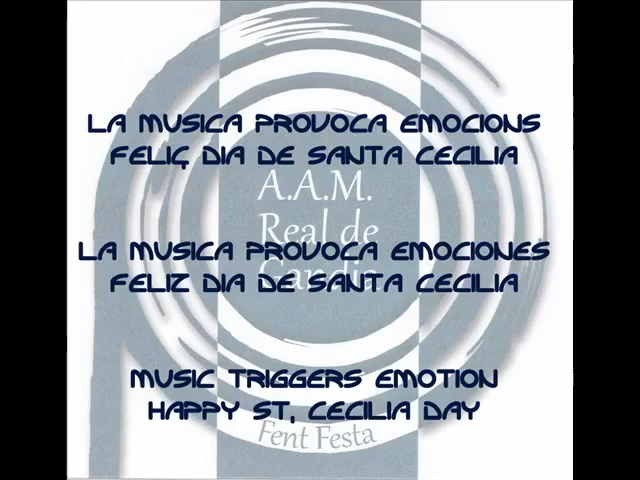 LA MUSICA PROVOCA EMOCIONS
FELIÇ DIA DE SANTA CECILIA
A.A.M.
Real de
LA MUSICA PROVOCA EMOCIONES
Gandia
FELIZ DIA DE SANTA CECILIA
MUSIC TRIGGERS EMOTION
HAPPY ST, CECILIA DAY
Fent Festa